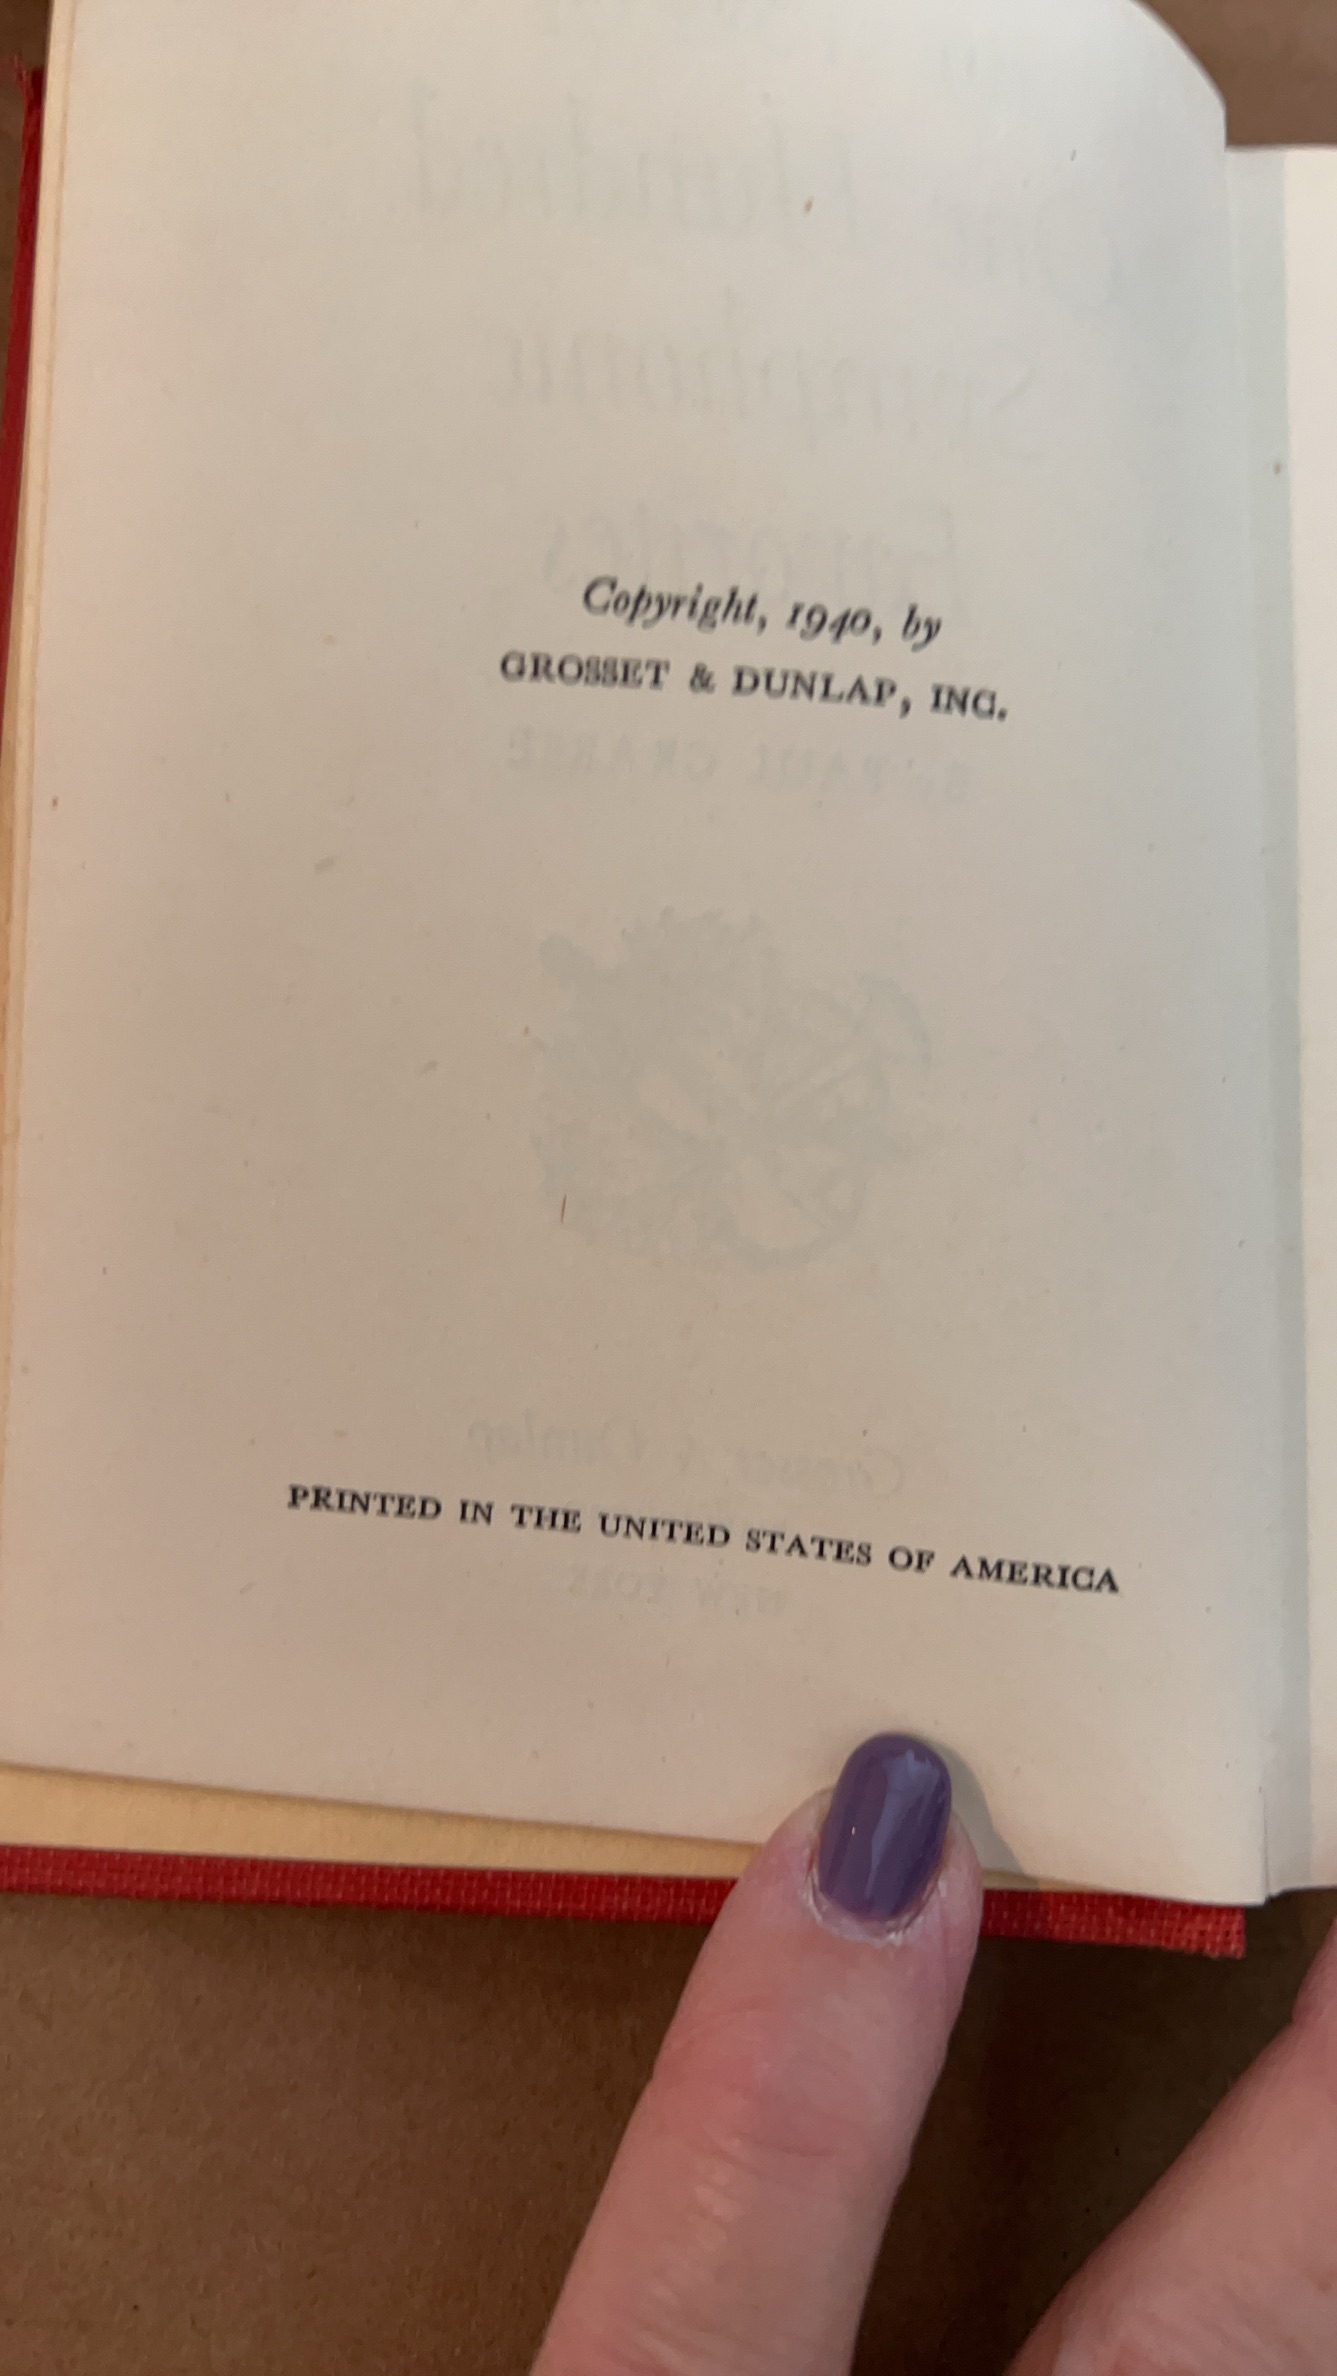 Copyright, 1940, by
GROSSET & DUNLAP, INC.
PRINTED IN THE UNITED STATES OF AMERICA